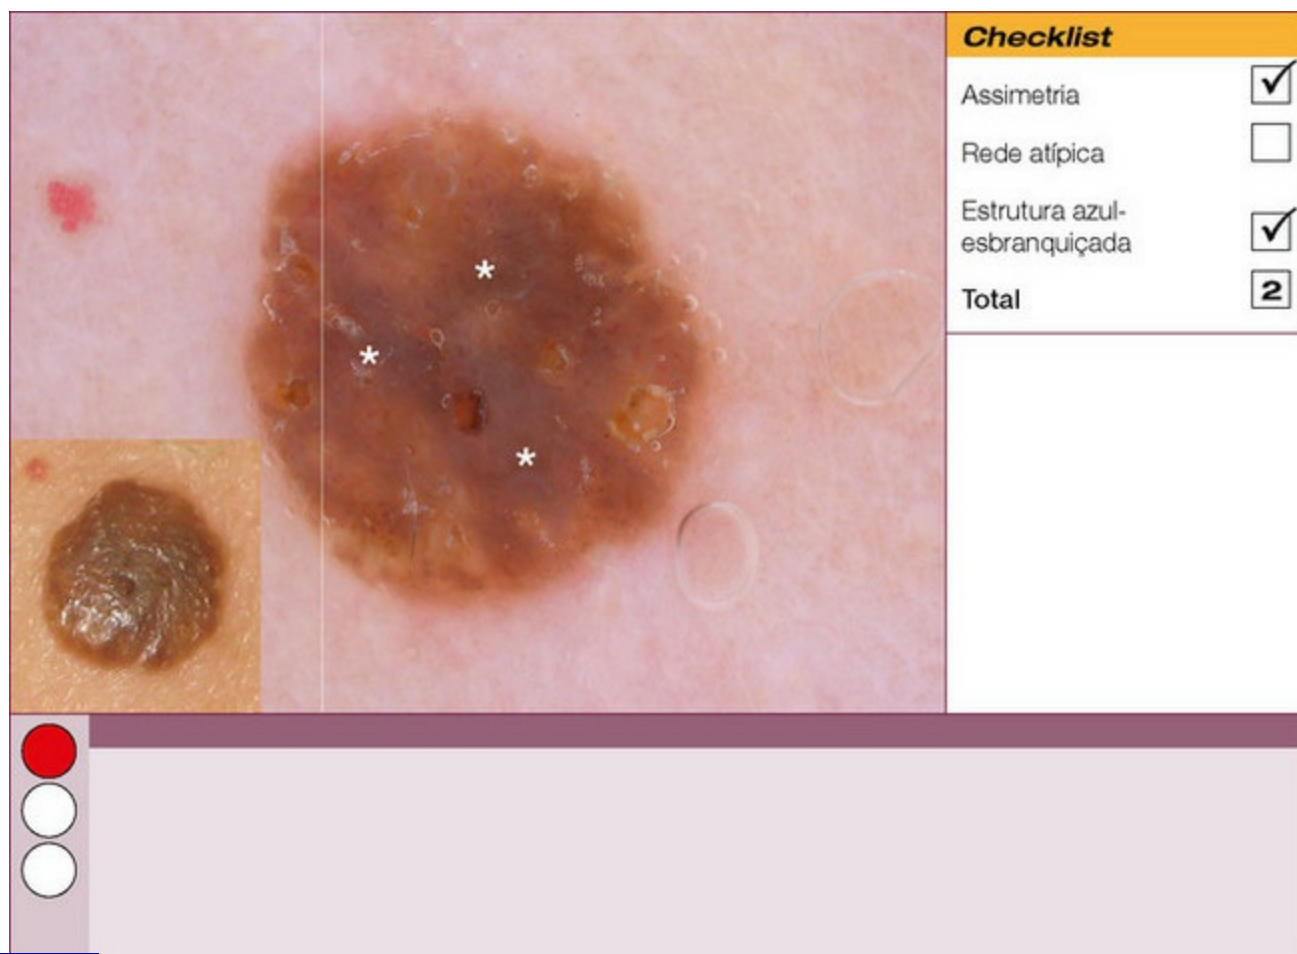 Checklist
Assimetria
Rede atípica
Estrutura azul-
esbranquiçada
Total 2
* 
*
*